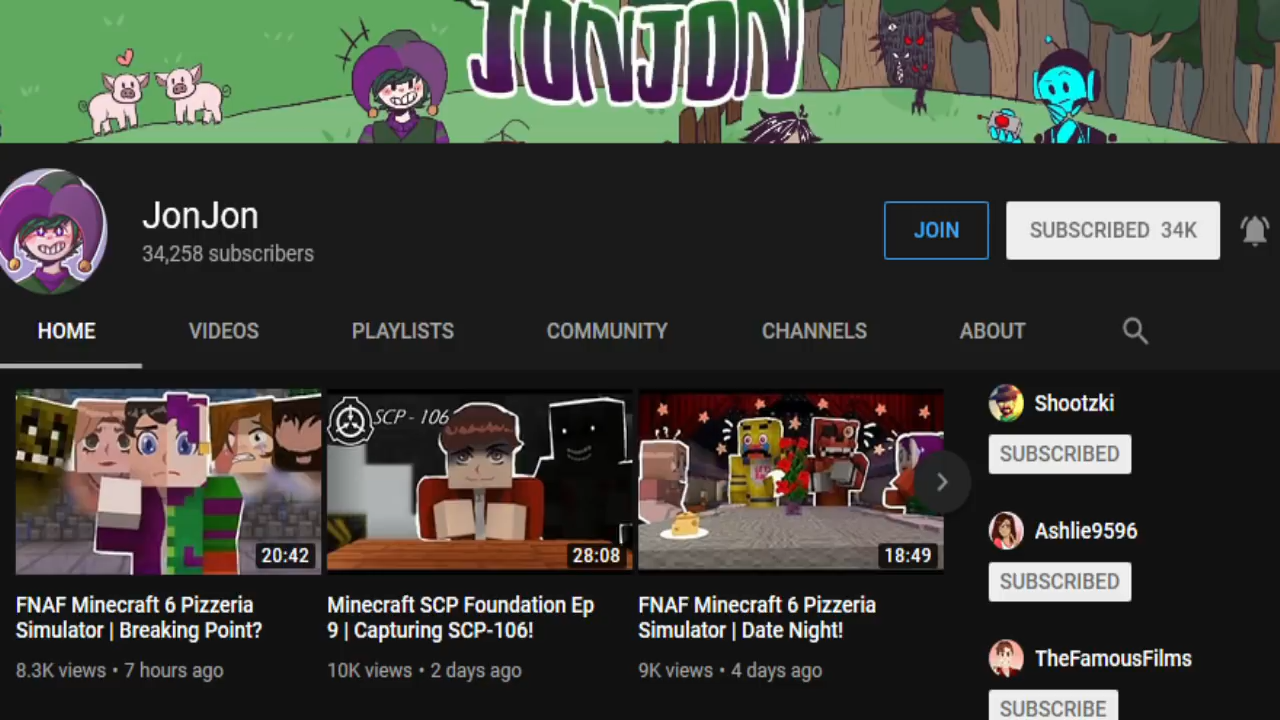 JONJON
JonJon
34,258 subscribers
JOIN
SUBSCRIBED 34K
HOME
VIDEOS
PLAYLISTS
COMMUNITY
CHANNELS
ABOUT
SCP - 106
20:42
28:08
18:49
FNAF Minecraft 6 Pizzeria
Simulator | Breaking Point?
8.3K views • 7 hours ago
Minecraft SCP Foundation Ep
9 | Capturing SCP-106!
10K views • 2 days ago
FNAF Minecraft 6 Pizzeria
Simulator | Date Night!
9K views • 4 days ago
Shootzki
SUBSCRIBED
Ashlie9596
SUBSCRIBED
TheFamousFilms
SUBSCRIBE